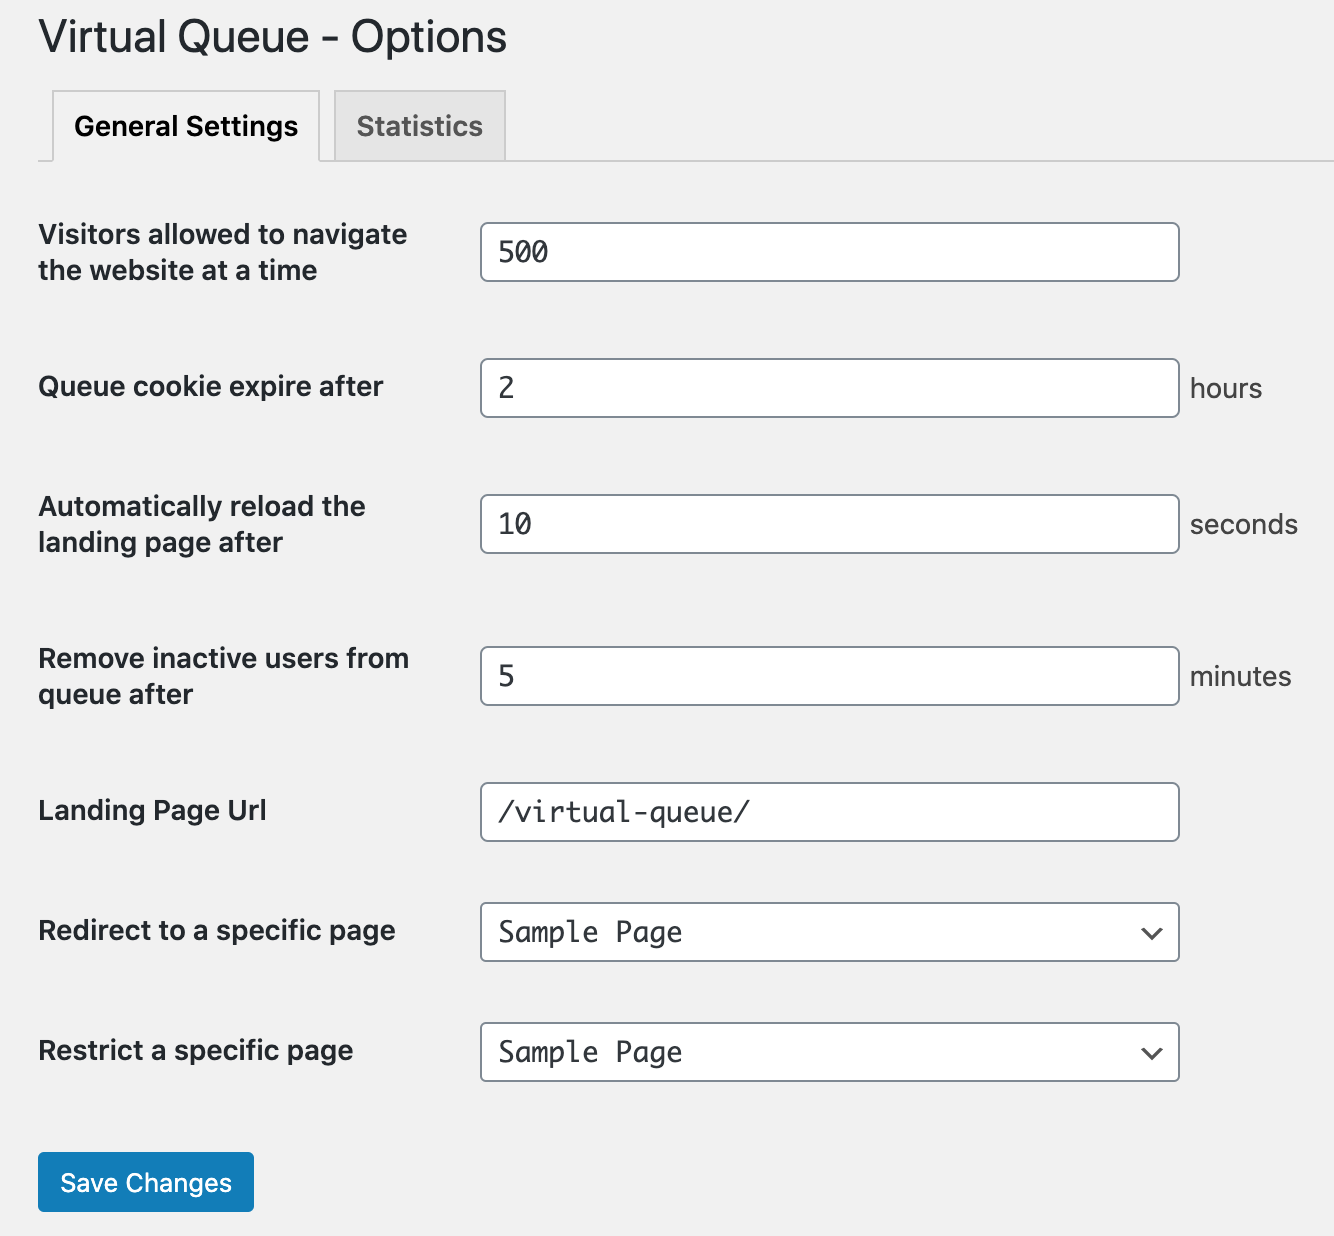 Virtual Queue - Options
General Settings
Statistics
Visitors allowed to navigate
the website at a time
500
Queue cookie expire after
2
hours
Automatically reload the
landing page after
10
seconds
Remove inactive users from
queue after
5
minutes
Landing Page Url
/virtual-queue/
Redirect to a specific page
Sample Page
Restrict a specific page
Sample Page
Save Changes